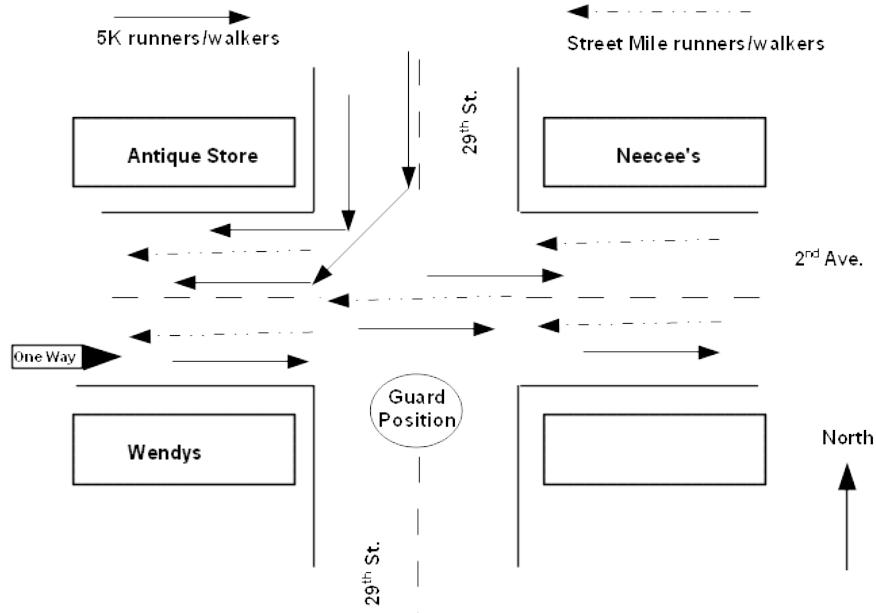 5K runners/walkers
Street Mile runners/walkers
29th St.
Antique Store
Neecee's
2nd Ave.
One Way
Guard
Position
Wendys
North
29th St.